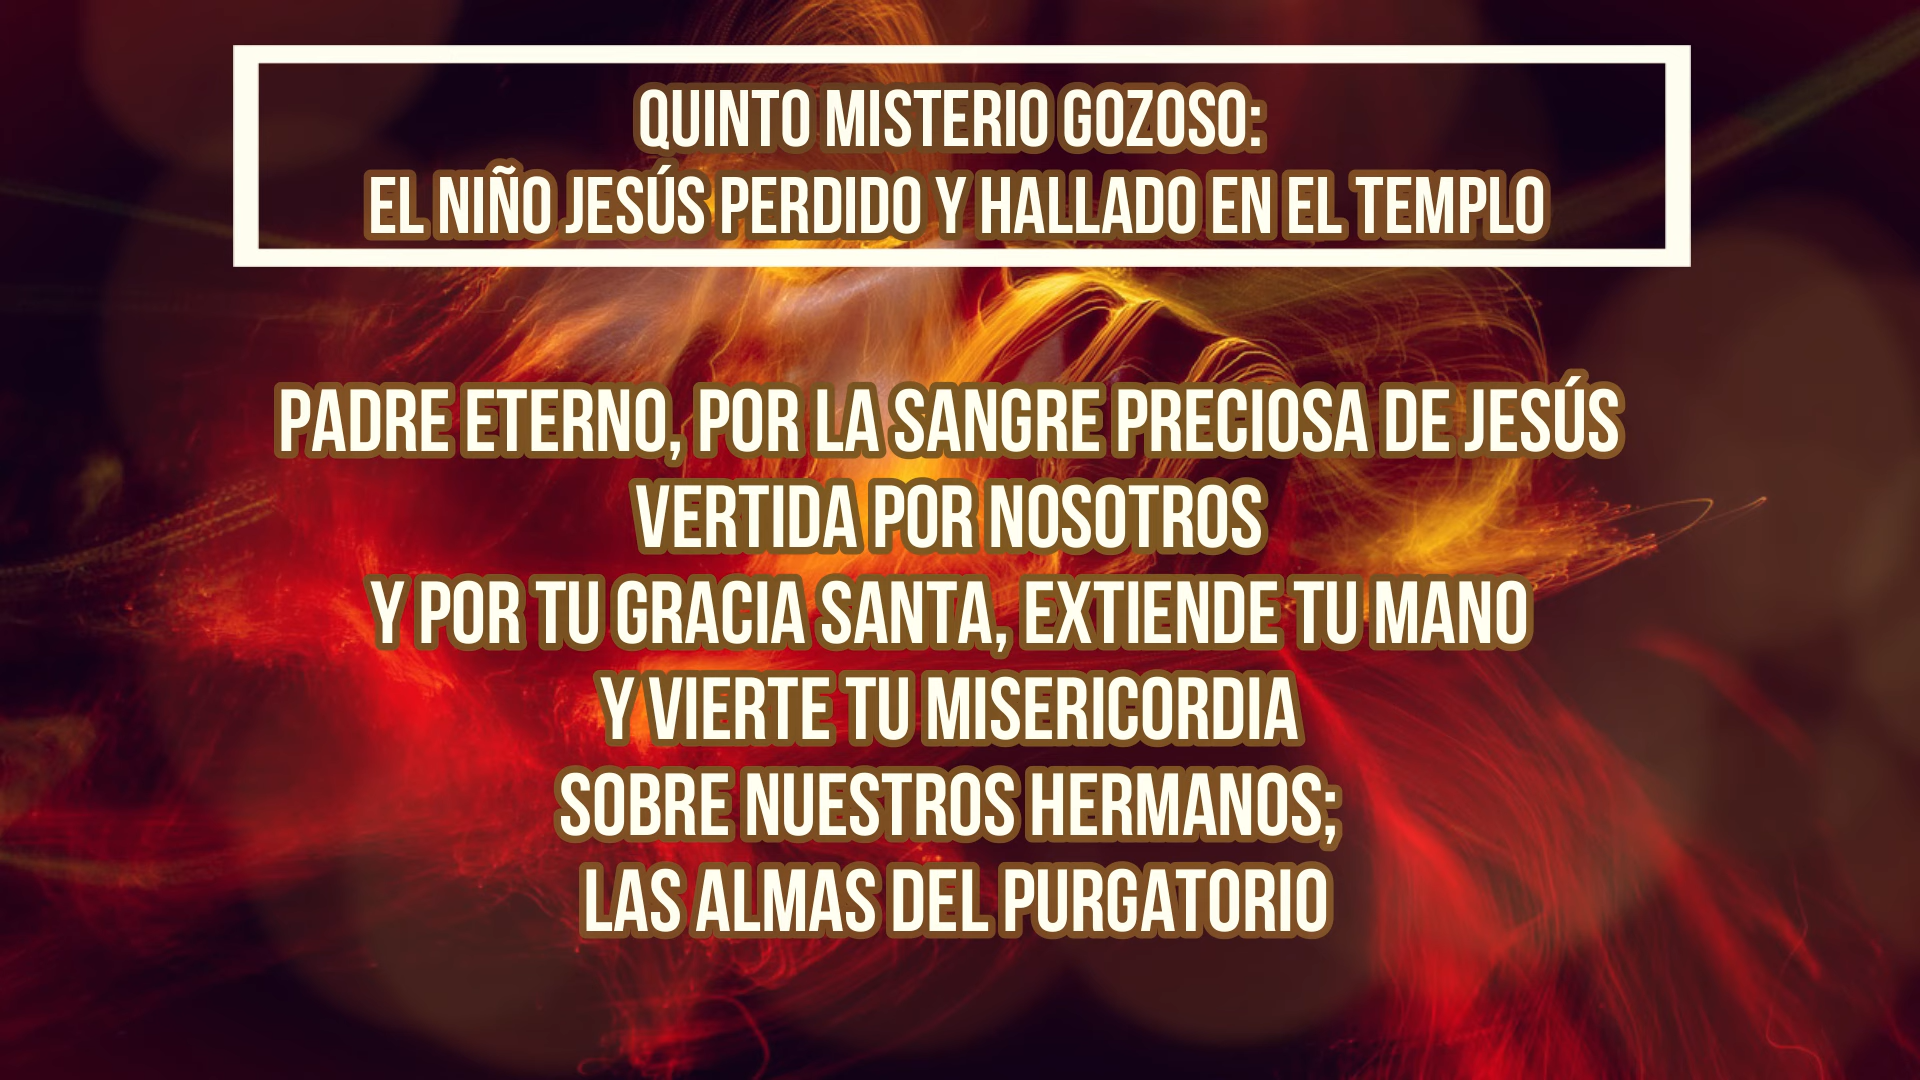 QUINTO MISTERIO GOZOSO:
EL NIÑO JESÚS PERDIDO Y HALLADO EN EL TEMPLO
PADRE ETERNO, POR LA SANGRE PRECIOSA DE JESÚS
VERTIDA POR NOSOTROS
Y POR TU GRACIA SANTA, EXTIENDE TU MANO
Y VIERTE TU MISERICORDIA
SOBRE NUESTROS HERMANOS;
LAS ALMAS DEL PURGATORIO